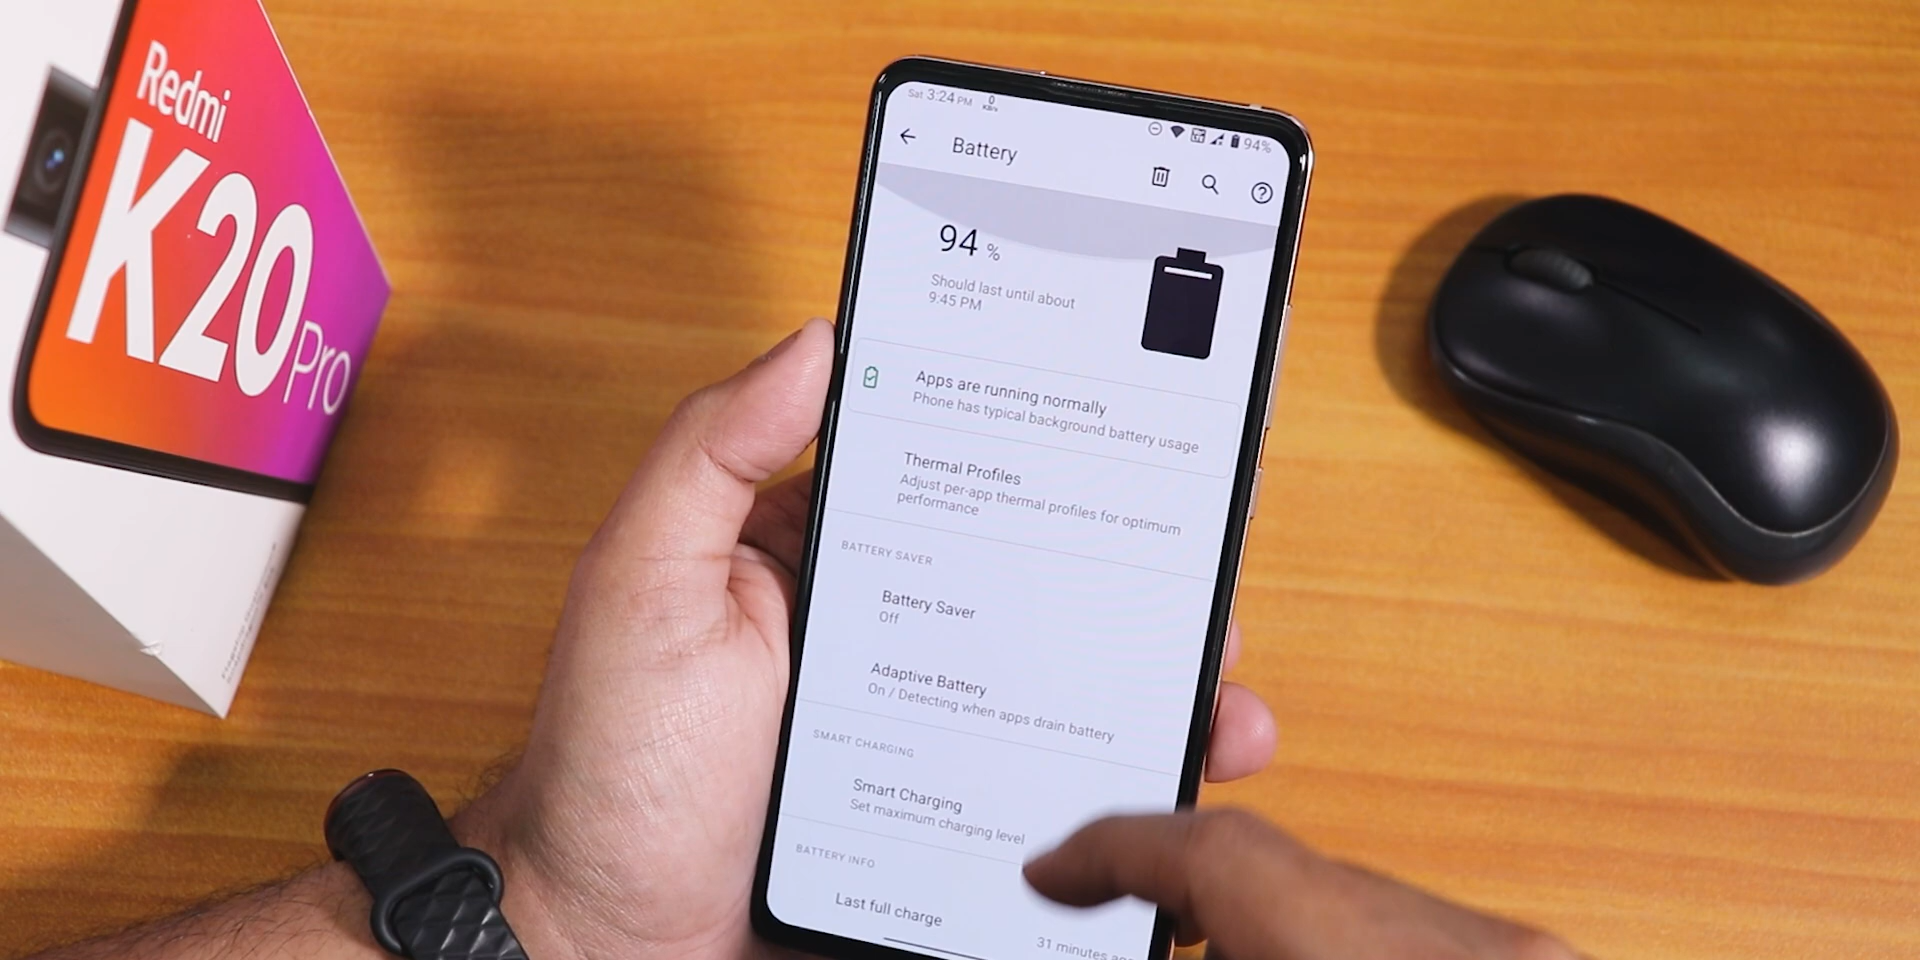 Redmi
K20 Pro
Sat 3:24 PM 0 KB/s 94%
Battery
94 %
Should last until about
9:45 PM
Apps are running normally
Phone has typical background battery usage
Thermal Profiles
Adjust per-app thermal profiles for optimum
performance
BATTERY SAVER
Battery Saver
Off
Adaptive Battery
On / Detecting when apps drain battery
SMART CHARGING
Smart Charging
Set maximum charging level
BATTERY INFO
Last full charge
31 minutes ago